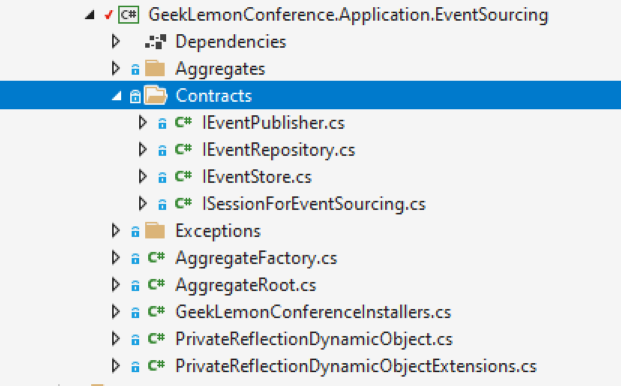 C# GeekLemonConference.Application.EventSourcing
Dependencies
Aggregates
Contracts
C# IEventPublisher.cs
C# IEventRepository.cs
C# IEventStore.cs
C# ISessionForEventSourcing.cs
Exceptions
C# AggregateFactory.cs
C# AggregateRoot.cs
C# GeekLemonConferenceInstallers.cs
C# PrivateReflectionDynamicObject.cs
C# PrivateReflectionDynamicObjectExtensions.cs